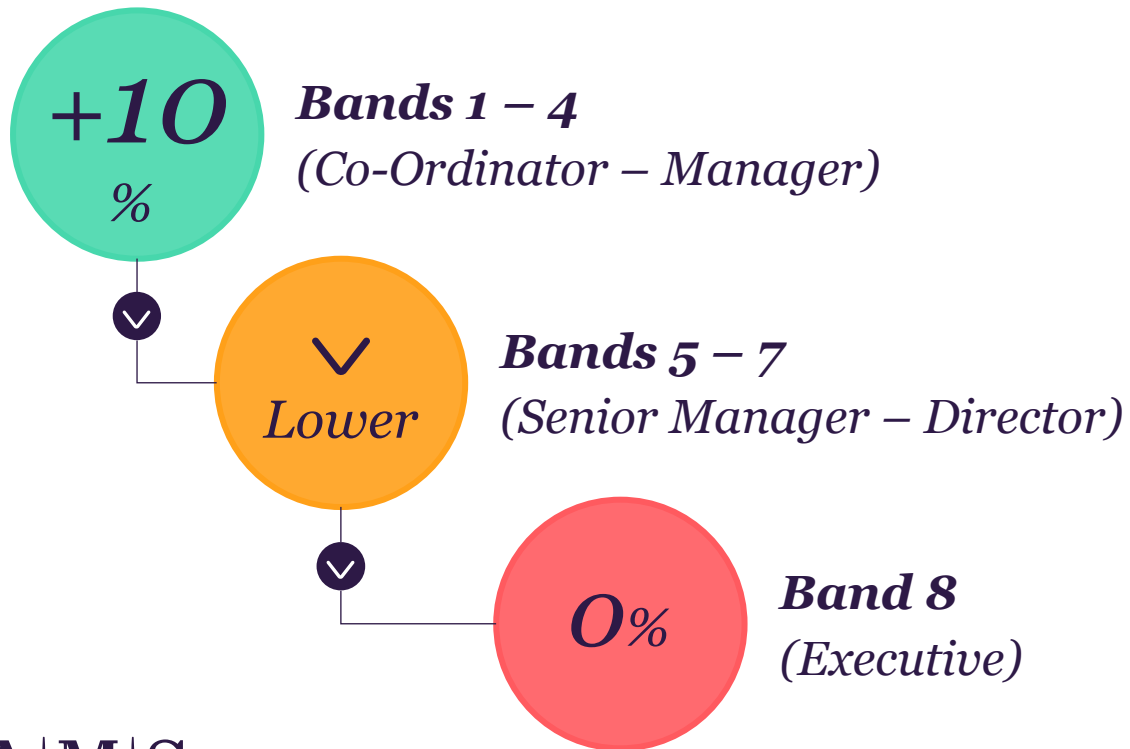 +10
%
Bands 1 – 4
(Co-Ordinator – Manager)
Lower
Bands 5 – 7
(Senior Manager – Director)
0%
Band 8
(Executive)